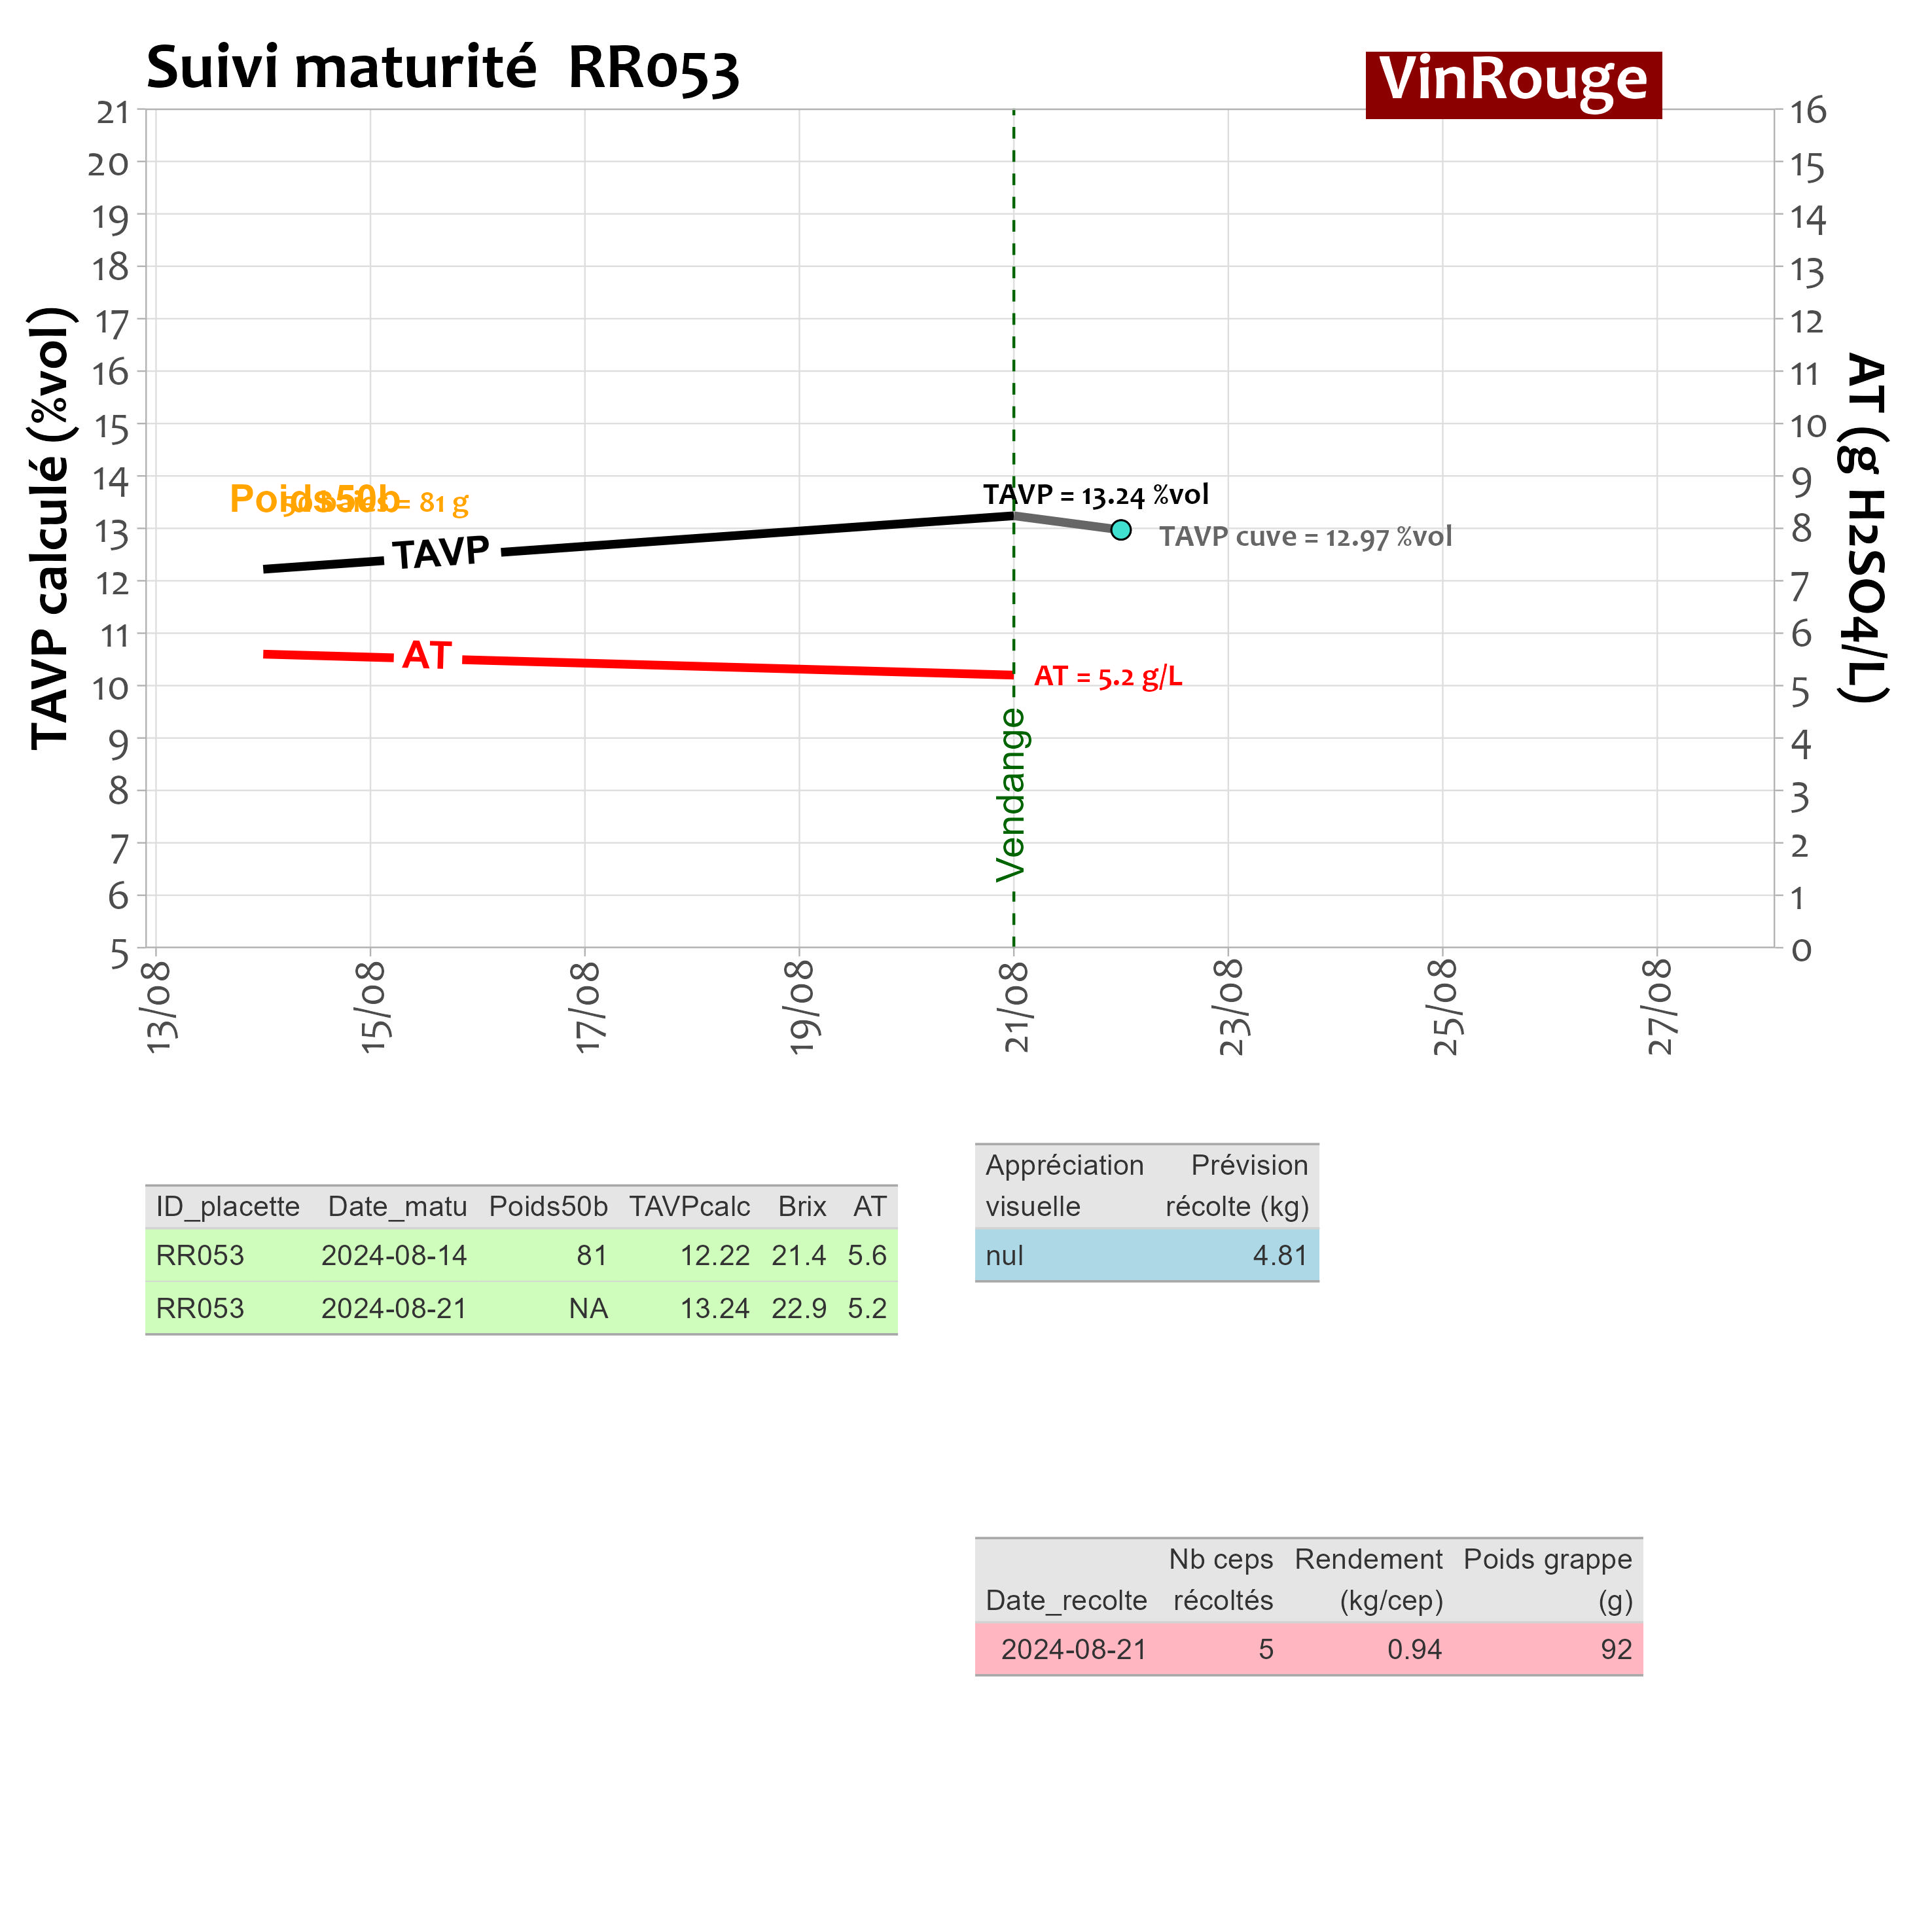 Suivi maturité RR053
VinRouge
TAVP calculé (%vol)
21
20
19
18
17
16
15
14
13
12
11
10
9
8
7
6
5
16
15
14
13
12
11
10
9
8
7
6
5
4
3
2
1
0
AT (g H2SO4/L)
Poids50b
50 baies = 81 g
TAVP
TAVP = 13.24 %vol
TAVP cuve = 12.97 %vol
AT
AT = 5.2 g/L
Vendange
13/08 15/08 17/08 19/08 21/08 23/08 25/08 27/08
ID_placette Date_matu Poids50b TAVPcalc Brix AT
RR053 2024-08-14 81 12.22 21.4 5.6
RR053 2024-08-21 NA 13.24 22.9 5.2
Appréciation Prévision
visuelle récolte (kg)
nul 4.81
Nb ceps Rendement Poids grappe
Date_recolte récoltés (kg/cep) (g)
2024-08-21 5 0.94 92